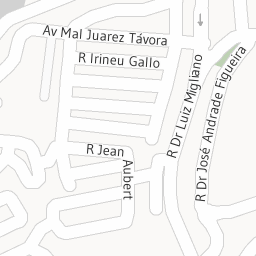 Av Mal Juarez Távora
R Irineu Gallo
R Dr Luiz Migliano
R Dr José Andrade Figueira
R Jean
Aubert